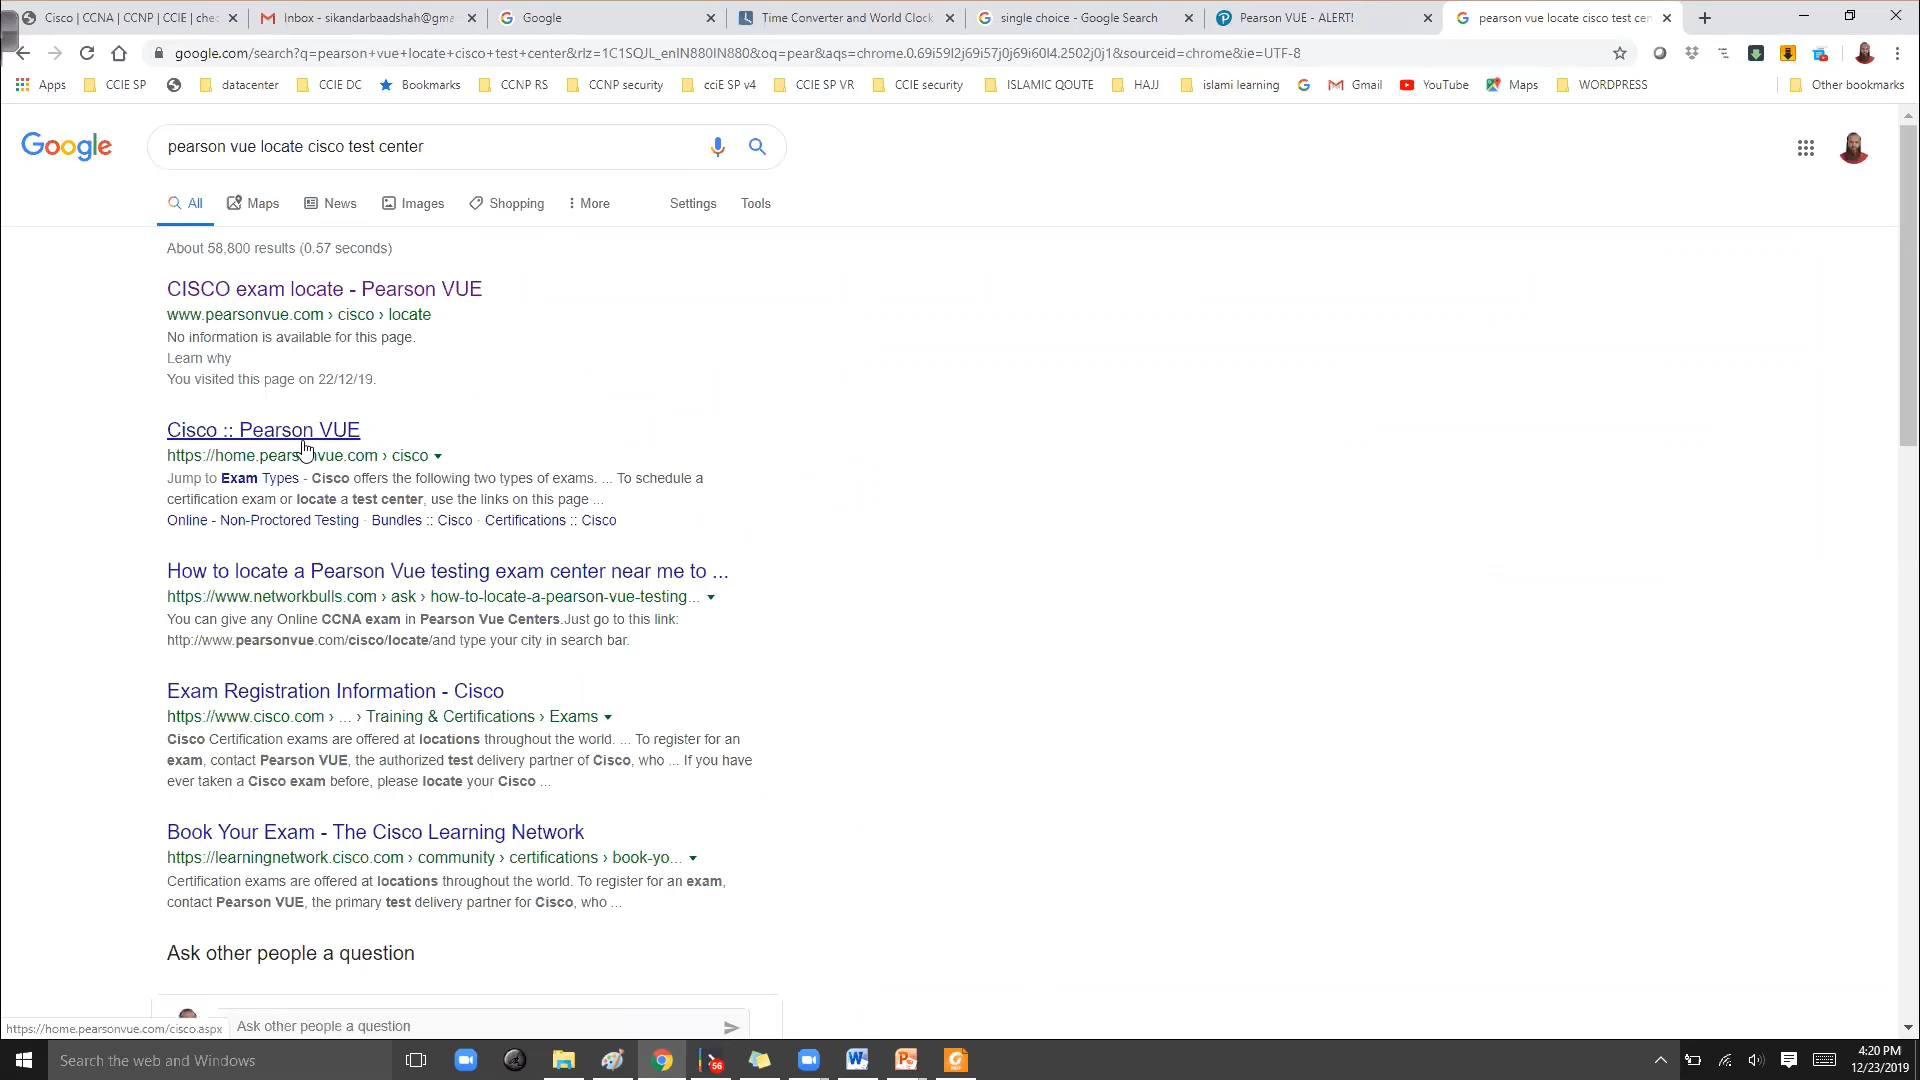 Cisco | CCNA | CCNP | CCIE | chec
Inbox - sikandarbaadshah@gma
Google
Time Converter and World Clock
single choice - Google Search
Pearson VUE - ALERT!
pearson vue locate cisco test cen
google.com/search?q=pearson+vue+locate+cisco+test+center&rlz=1C1SQJL_enIN880IN880&oq=pear&aqs=chrome.0.69i59l2j69i57j0j69i60l4.2502j0j1&sourceid=chrome&ie=UTF-8
Apps
CCIE SP
datacenter
CCIE DC
Bookmarks
CCNP RS
CCNP security
cciE SP v4
CCIE SP VR
CCIE security
ISLAMIC QOUTE
HAJJ
islami learning
Gmail
YouTube
Maps
WORDPRESS
Other bookmarks
Google
pearson vue locate cisco test center
All
Maps
News
Images
Shopping
More
Settings
Tools
About 58,800 results (0.57 seconds)
CISCO exam locate - Pearson VUE
www.pearsonvue.com › cisco › locate
No information is available for this page.
Learn why
You visited this page on 22/12/19.
Cisco :: Pearson VUE
https://home.pearsonvue.com › cisco
Jump to Exam Types - Cisco offers the following two types of exams. ... To schedule a
certification exam or locate a test center, use the links on this page ...
Online - Non-Proctored Testing · Bundles :: Cisco · Certifications :: Cisco
How to locate a Pearson Vue testing exam center near me to ...
https://www.networkbulls.com › ask › how-to-locate-a-pearson-vue-testing...
You can give any Online CCNA exam in Pearson Vue Centers.Just go to this link:
http://www.pearsonvue.com/cisco/locate/and type your city in search bar.
Exam Registration Information - Cisco
https://www.cisco.com › ... › Training & Certifications › Exams
Cisco Certification exams are offered at locations throughout the world. ... To register for an
exam, contact Pearson VUE, the authorized test delivery partner of Cisco, who ... If you have
ever taken a Cisco exam before, please locate your Cisco ...
Book Your Exam - The Cisco Learning Network
https://learningnetwork.cisco.com › community › certifications › book-yo...
Certification exams are offered at locations throughout the world. To register for an exam,
contact Pearson VUE, the primary test delivery partner for Cisco, who ...
Ask other people a question
Ask other people a question
https://home.pearsonvue.com/cisco.aspx
Search the web and Windows
56
4:20 PM
12/23/2019